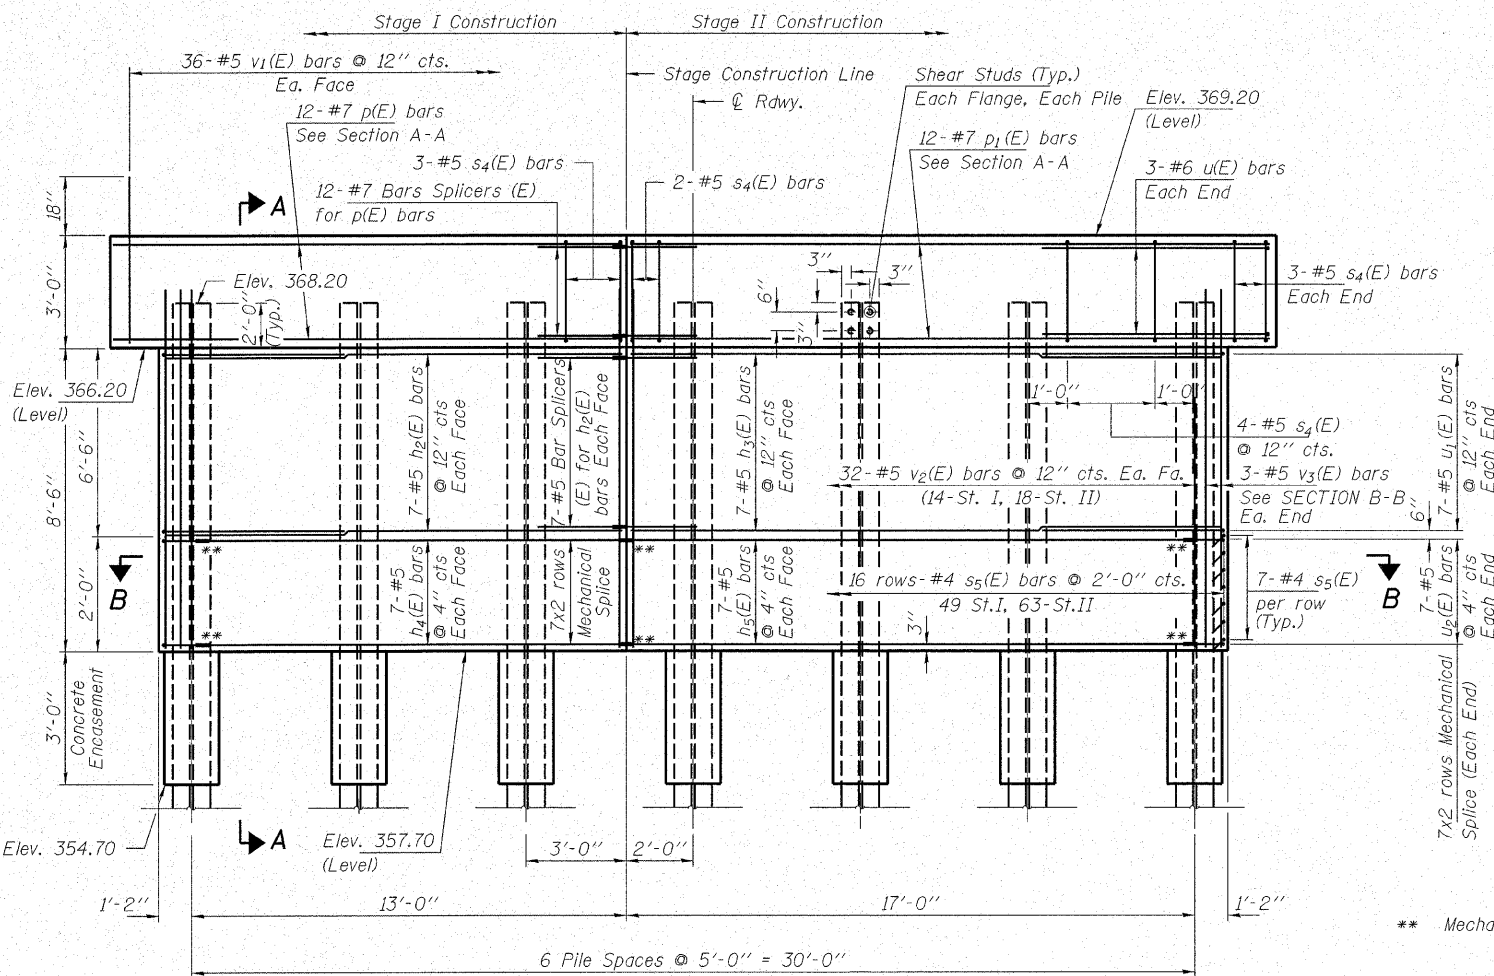 Stage I Construction
Stage II Construction
36-#5 v1(E) bars @ 12" cts.
Ea. Face
Stage Construction Line
℄ Rdwy.
Shear Studs (Typ.)
Each Flange, Each Pile
Elev. 369.20
(Level)
12-#7 p(E) bars
See Section A-A
12-#7 p1(E) bars
See Section A-A
3-#5 s4(E) bars
2-#5 s4(E) bars
3-#6 u(E) bars
Each End
12-#7 Bars Splicers (E)
for p(E) bars
18"
A
3'-0"
Elev. 368.20
2'-0"
(Typ.)
3"
3"
6"
3"
3-#5 s4(E) bars
Each End
Elev. 366.20
(Level)
8'-6"
6'-6"
2'-0"
7-#5 h2(E) bars
@ 12" cts
Each Face
7-#5 Bar Splicers
(E) for h2(E)
bars Each Face
7-#5 h3(E) bars
@ 12" cts
Each Face
1'-0"
1'-0"
4-#5 s4(E)
@ 12" cts.
32-#5 v2(E) bars @ 12" cts. Ea. Fa.
(14-St. I, 18-St. II)
3-#5 v3(E) bars
See SECTION B-B
Ea. End
7-#5 u1(E) bars
@ 12" cts
Each End
6"
**
**
**
B
7-#5
h4(E) bars
@ 4" cts
Each Face
7x2 rows
Mechanical
Splice
7-#5
h5(E) bars
@ 4" cts
Each Face
16 rows-#4 s5(E) bars @ 2'-0" cts.
49 St.I, 63-St.II
7-#4 s5(E)
per row
(Typ.)
B
7-#5
u2(E) bars
@ 4" cts
Each End
**
**
3"
**
3'-0"
Concrete
Encasement
7x2 rows Mechanical
Splice (Each End)
Elev. 354.70
A
Elev. 357.70
(Level)
3'-0"
2'-0"
1'-2"
13'-0"
17'-0"
1'-2"
** Mecha
6 Pile Spaces @ 5'-0" = 30'-0"